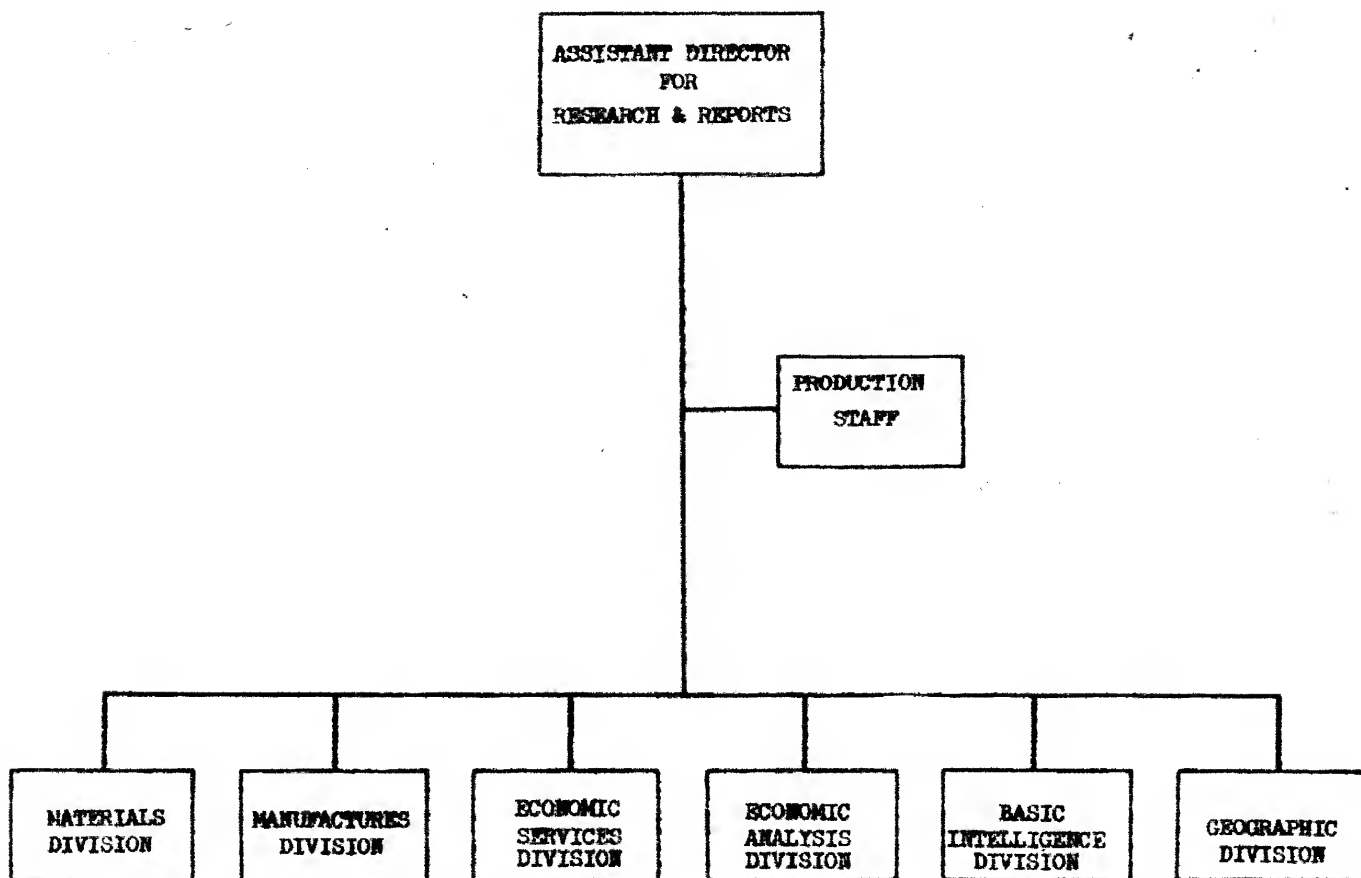 ASSISTANT DIRECTOR
FOR
RESEARCH & REPORTS
PRODUCTION
STAFF
MATERIALS
DIVISION
MANUFACTURES
DIVISION
ECONOMIC
SERVICES
DIVISION
ECONOMIC
ANALYSIS
DIVISION
BASIC
INTELLIGENCE
DIVISION
GEOGRAPHIC
DIVISION